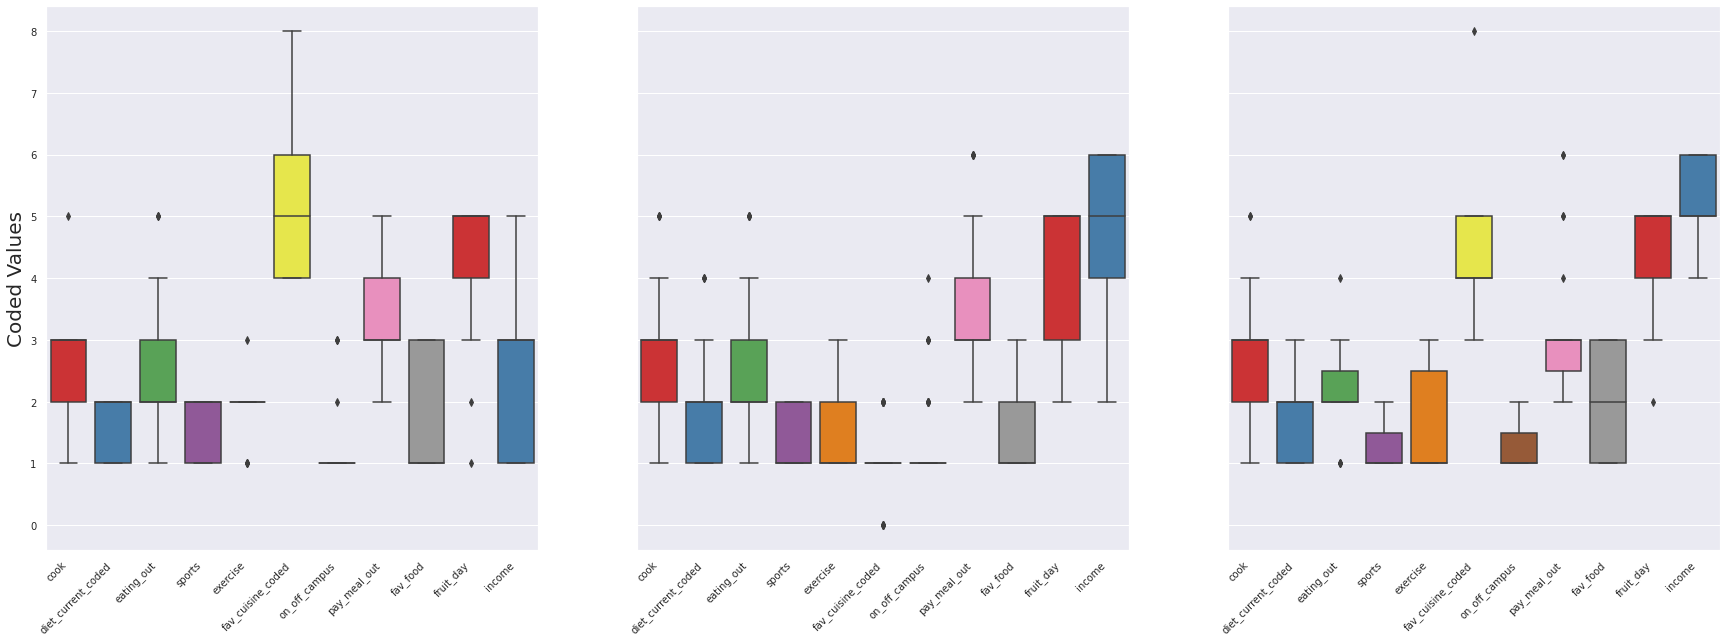 Coded Values
8
7
6
5
4
3
2
1
0
cook
diet_current_coded
eating_out
sports
exercise
fav_cuisine_coded
on_off_campus
pay_meal_out
fav_food
fruit_day
income
cook
diet_current_coded
eating_out
sports
exercise
fav_cuisine_coded
on_off_campus
pay_meal_out
fav_food
fruit_day
income
cook
diet_current_coded
eating_out
sports
exercise
fav_cuisine_coded
on_off_campus
pay_meal_out
fav_food
fruit_day
income